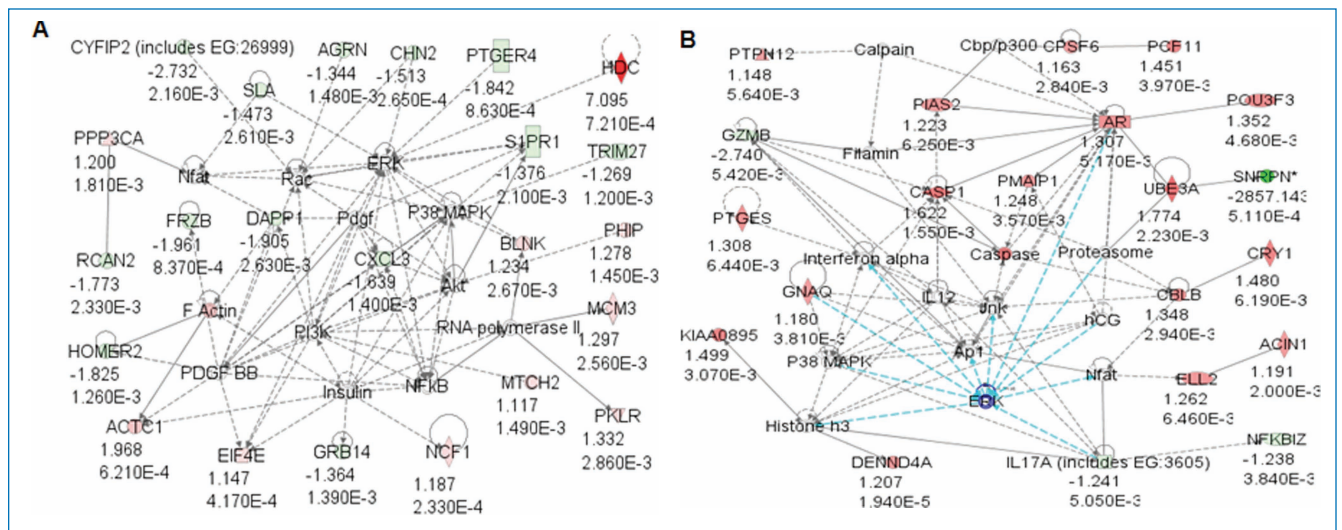 A
CYFIP2 (includes EG:26999)
-2.732
2.160E-3
AGRN
-1.344
1.480E-3
CHN2
-1.513
2.650E-4
PTGER4
-1.842
8.630E-4
HDC
7.095
7.210E-4
SLA
-1.473
2.610E-3
PPP3CA
1.200
1.810E-3
Nfat
Rac
ERK
S1PR1
-1.376
2.100E-3
TRIM27
-1.269
1.200E-3
FRZB
-1.961
8.370E-4
DAPP1
-1.905
2.630E-3
Pdgf
P38 MAPK
PHIP
1.278
1.450E-3
RCAN2
-1.773
2.330E-3
CXCL3
-1.639
1.400E-3
BLNK
1.234
2.670E-3
Akt
F Actin
PI3k
RNA polymerase II
MCM3
1.297
2.560E-3
HOMER2
-1.825
1.260E-3
PDGF BB
Insulin
NFkB
MTCH2
1.117
1.490E-3
PKLR
1.332
2.860E-3
ACTC1
1.968
6.210E-4
EIF4E
1.147
4.170E-4
GRB14
-1.364
1.390E-3
NCF1
1.187
2.330E-4
B
PTPN12
1.148
5.640E-3
Calpain
Cbp/p300
CPSF6
1.163
2.840E-3
PCF11
1.451
3.970E-3
PIAS2
1.223
6.250E-3
AR
1.307
5.170E-3
POU3F3
1.352
4.680E-3
GZMB
-2.740
5.420E-3
Filamin
CASP1
1.622
1.550E-3
PMAIP1
1.248
3.570E-3
UBE3A
1.774
2.230E-3
SNRPN*
-2857.143
5.110E-4
PTGES
1.308
6.440E-3
Interferon alpha
Caspase
Proteasome
CRY1
1.480
6.190E-3
GNAQ
1.180
3.810E-3
IL12
Jnk
hCG
CBLB
1.348
2.940E-3
KIAA0895
1.499
3.070E-3
P38 MAPK
Ap1
Nfat
ACIN1
1.191
2.000E-3
ELL2
1.262
6.460E-3
ERK
Histone h3
DENND4A
1.207
1.940E-5
IL17A (includes EG:3605)
-1.241
5.050E-3
NFKBIZ
-1.238
3.840E-3